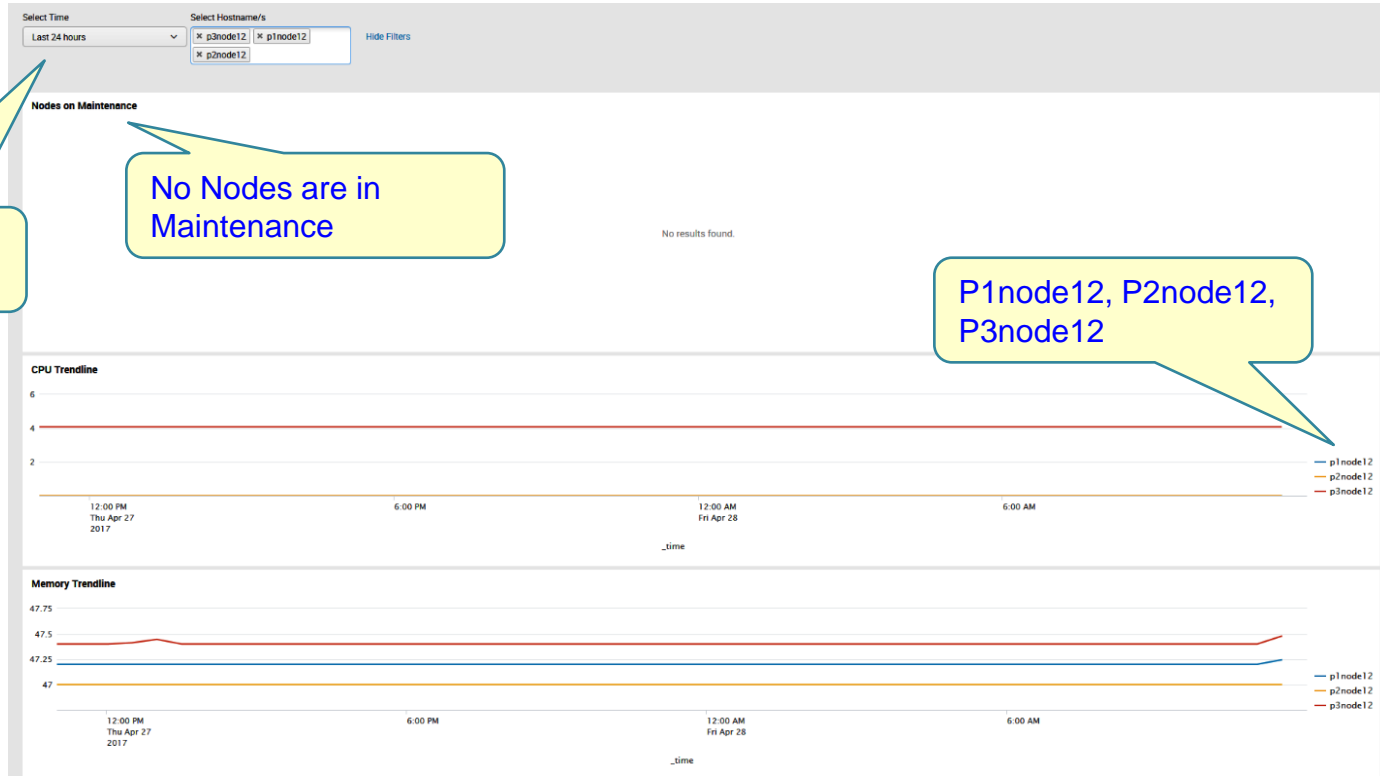 Select Time
Select Hostname/s
Last 24 hours
× p3node12 × p1node12
× p2node12
Hide Filters
Nodes on Maintenance
No Nodes are in
Maintenance
No results found.
P1node12, P2node12,
P3node12
CPU Trendline
6
4
2
p1node12
p2node12
p3node12
12:00 PM
Thu Apr 27
2017
6:00 PM
12:00 AM
Fri Apr 28
6:00 AM
_time
Memory Trendline
47.75
47.5
47.25
47
p1node12
p2node12
p3node12
12:00 PM
Thu Apr 27
2017
6:00 PM
12:00 AM
Fri Apr 28
6:00 AM
_time